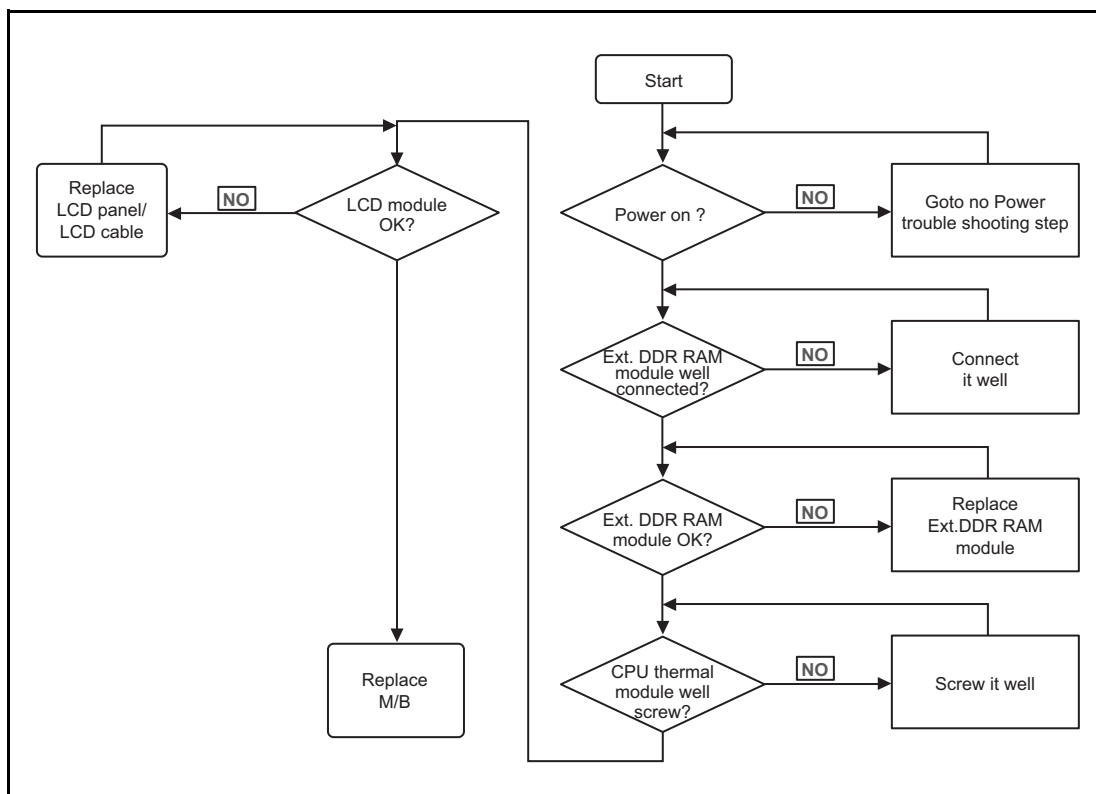 Start
Power on ?
NO
Goto no Power
trouble shooting step
Ext. DDR RAM
module well
connected?
NO
Connect
it well
Ext. DDR RAM
module OK?
NO
Replace
Ext.DDR RAM
module
CPU thermal
module well
screw?
NO
Screw it well
LCD module
OK?
NO
Replace
LCD panel/
LCD cable
Replace
M/B